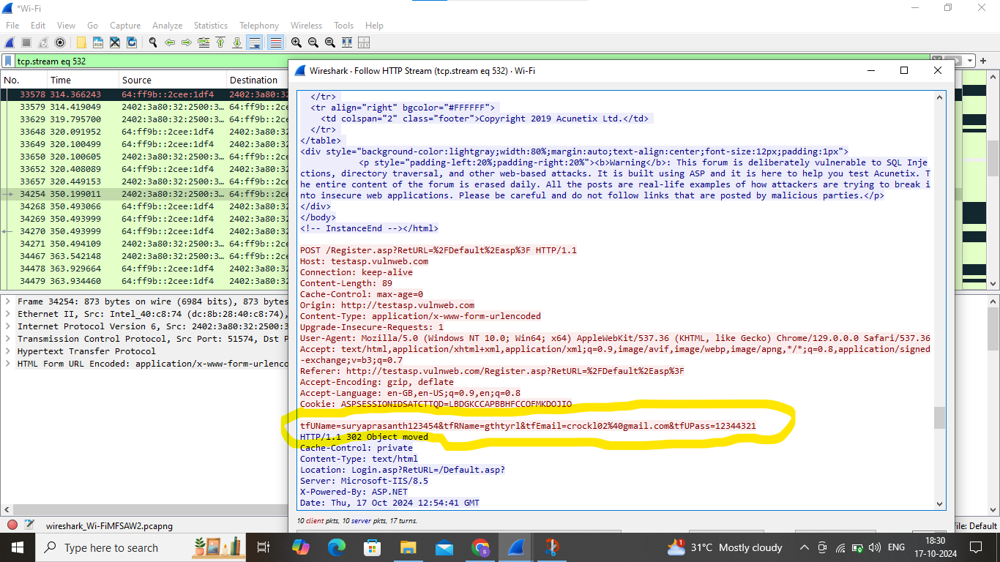 *Wi-Fi
File Edit View Go Capture Analyze Statistics Telephony Wireless Tools Help
tcp.stream eq 532
No. Time Source Destination
33578 314.366243 64:ff9b::2cee:1df4 2402:3a80:32
33579 314.419049 2402:3a80:32:2500:3… 64:ff9b::2ce
33629 319.795700 2402:3a80:32:2500:3… 64:ff9b::2ce
33648 320.091952 64:ff9b::2cee:1df4 2402:3a80:32
33649 320.100499 64:ff9b::2cee:1df4 2402:3a80:32
33650 320.100605 2402:3a80:32:2500:3… 64:ff9b::2ce
33652 320.408089 64:ff9b::2cee:1df4 2402:3a80:32
33657 320.449153 2402:3a80:32:2500:3… 64:ff9b::2ce
34254 350.199011 2402:3a80:32:2500:3… 64:ff9b::2ce
34268 350.493066 64:ff9b::2cee:1df4 2402:3a80:32
34269 350.493999 64:ff9b::2cee:1df4 2402:3a80:32
34270 350.493999 64:ff9b::2cee:1df4 2402:3a80:32
34271 350.494109 2402:3a80:32:2500:3… 64:ff9b::2ce
34467 363.542148 2402:3a80:32:2500:3… 64:ff9b::2ce
34478 363.929664 64:ff9b::2cee:1df4 2402:3a80:32
34479 363.934460 64:ff9b::2cee:1df4 2402:3a80:32
Frame 34254: 873 bytes on wire (6984 bits), 873 bytes
Ethernet II, Src: Intel_40:c8:74 (dc:8b:28:40:c8:74),
Internet Protocol Version 6, Src: 2402:3a80:32:2500:3
Transmission Control Protocol, Src Port: 51574, Dst P
Hypertext Transfer Protocol
HTML Form URL Encoded: application/x-www-form-urlenco
Wireshark · Follow HTTP Stream (tcp.stream eq 532) · Wi-Fi
</tr>
<tr align="right" bgcolor="#FFFFFF">
<td colspan="2" class="footer">Copyright 2019 Acunetix Ltd.</td>
</tr>
</table>
<div style="background-color:lightgray;width:80%;margin:auto;text-align:center;font-size:12px;padding:1px">
<p style="padding-left:20%;padding-right:20%"><b>Warning</b>: This forum is deliberately vulnerable to SQL Inje
ctions, directory traversal, and other web-based attacks. It is built using ASP and it is here to help you test Acunetix. T
he entire content of the forum is erased daily. All the posts are real-life examples of how attackers are trying to break i
nto insecure web applications. Please be careful and do not follow links that are posted by malicious parties.</p>
</div>
</body>
<!-- InstanceEnd --></html>
POST /Register.asp?RetURL=%2FDefault%2Easp%3F HTTP/1.1
Host: testasp.vulnweb.com
Connection: keep-alive
Content-Length: 89
Cache-Control: max-age=0
Origin: http://testasp.vulnweb.com
Content-Type: application/x-www-form-urlencoded
Upgrade-Insecure-Requests: 1
User-Agent: Mozilla/5.0 (Windows NT 10.0; Win64; x64) AppleWebKit/537.36 (KHTML, like Gecko) Chrome/129.0.0.0 Safari/537.36
Accept: text/html,application/xhtml+xml,application/xml;q=0.9,image/avif,image/webp,image/apng,*/*;q=0.8,application/signed
-exchange;v=b3;q=0.7
Referer: http://testasp.vulnweb.com/Register.asp?RetURL=%2FDefault%2Easp%3F
Accept-Encoding: gzip, deflate
Accept-Language: en-GB,en-US;q=0.9,en;q=0.8
Cookie: ASPSESSIONIDSATCTTQD=LBDGKCCAPBBHFCCOFMKDOJIO
tfUName=suryaprasanth123454&tfRName=gthtyrl&tfEmail=crockl02%40gmail.com&tfUPass=12344321
HTTP/1.1 302 Object moved
Cache-Control: private
Content-Type: text/html
Location: Login.asp?RetURL=/Default.asp?
Server: Microsoft-IIS/8.5
X-Powered-By: ASP.NET
Date: Thu, 17 Oct 2024 12:54:41 GMT
10 client pkts, 10 server pkts, 17 turns.
wireshark_Wi-FiMFSAW2.pcapng
file: Default
Type here to search
31°C Mostly cloudy
ENG
18:30
17-10-2024